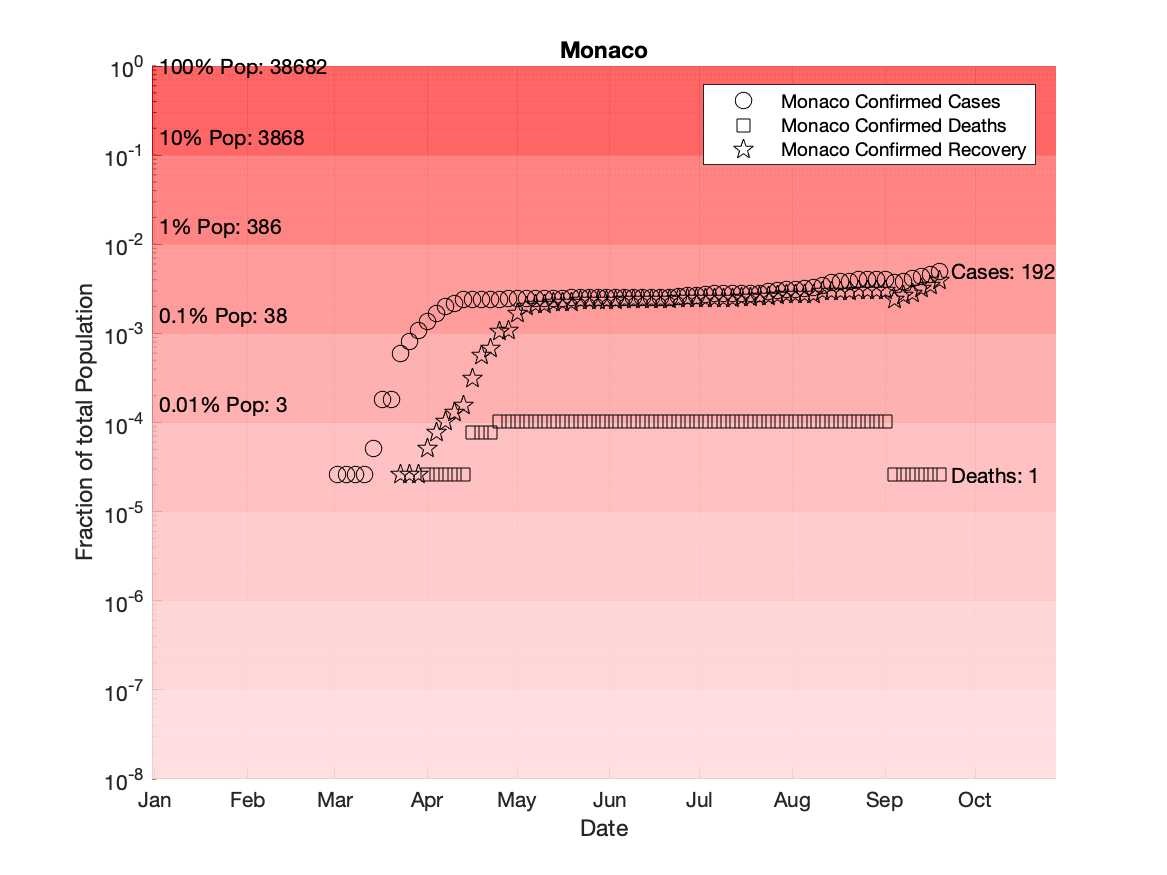 Monaco
10^0
100% Pop: 38682
Monaco Confirmed Cases
Monaco Confirmed Deaths
Monaco Confirmed Recovery
10% Pop: 3868
10^-1
1% Pop: 386
10^-2
Cases: 192
0.1% Pop: 38
10^-3
0.01% Pop: 3
10^-4
Deaths: 1
10^-5
10^-6
10^-7
10^-8
Fraction of total Population
Jan Feb Mar Apr May Jun Jul Aug Sep Oct
Date